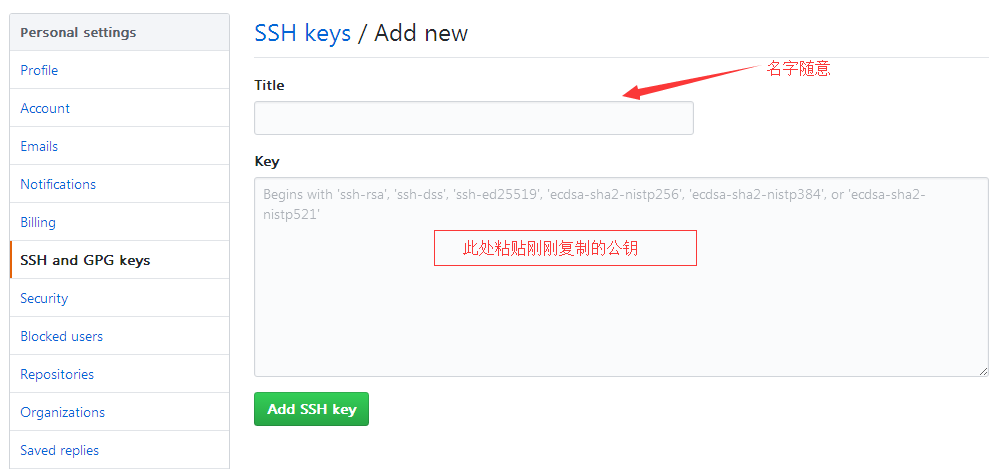 Personal settings
Profile
Account
Emails
Notifications
Billing
SSH and GPG keys
Security
Blocked users
Repositories
Organizations
Saved replies
SSH keys / Add new
名字随意
Title
Key
Begins with 'ssh-rsa', 'ssh-dss', 'ssh-ed25519', 'ecdsa-sha2-nistp256', 'ecdsa-sha2-nistp384', or 'ecdsa-sha2-
nistp521'
此处粘贴刚刚复制的公钥
Add SSH key